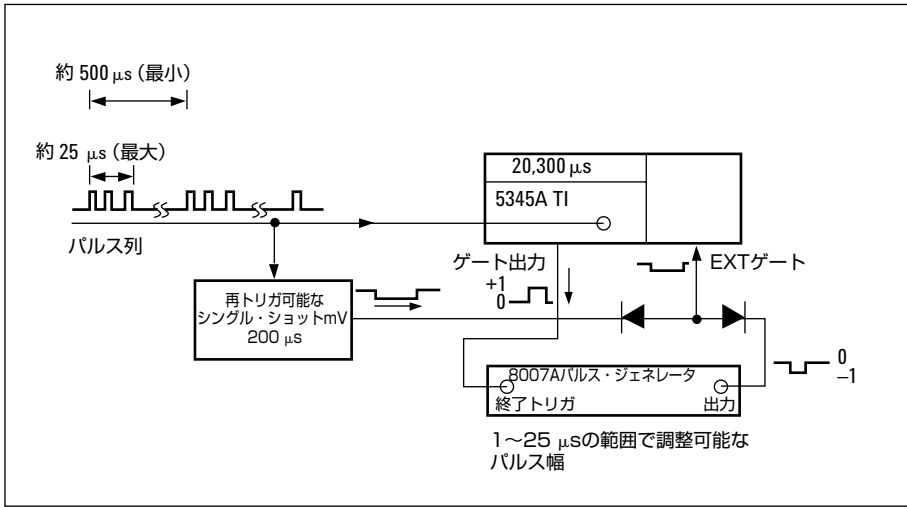 約 500 μs (最小)
約 25 μs (最大)
パルス列
20,300 μs
5345A TI
ゲート出力
+1
0
EXTゲート
再トリガ可能な
シングル・ショットmV
200 μs
8007Aパルス・ジェネレータ
終了トリガ
出力
0
−1
1〜25 μsの範囲で調整可能な
パルス幅